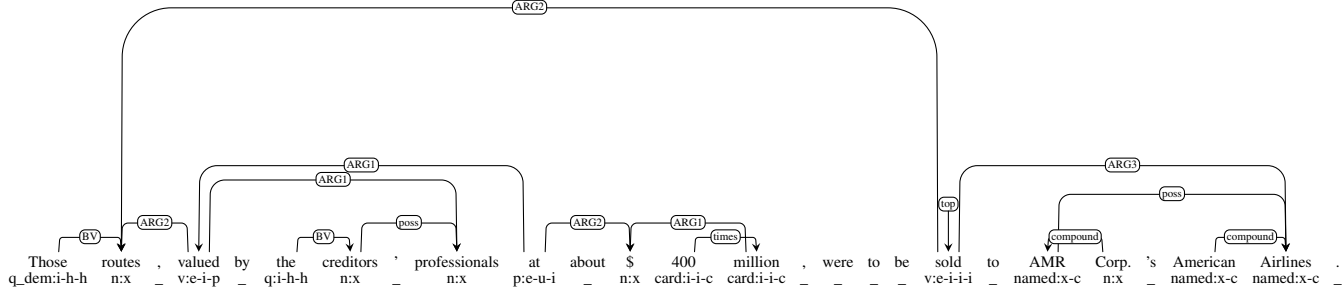 ARG2
ARG1 ARG3
ARG1 poss
top
ARG2 poss ARG2 ARG1
BV BV times compound compound
Those routes , valued by the creditors ' professionals at about $ 400 million , were to be sold to AMR Corp. 's American Airlines .
q_dem:i-h-h n:x _ v:e-i-p _ q:i-h-h n:x _ n:x p:e-u-i _ n:x card:i-i-c card:i-i-c _ _ _ _ v:e-i-i-i _ named:x-c n:x _ named:x-c named:x-c _